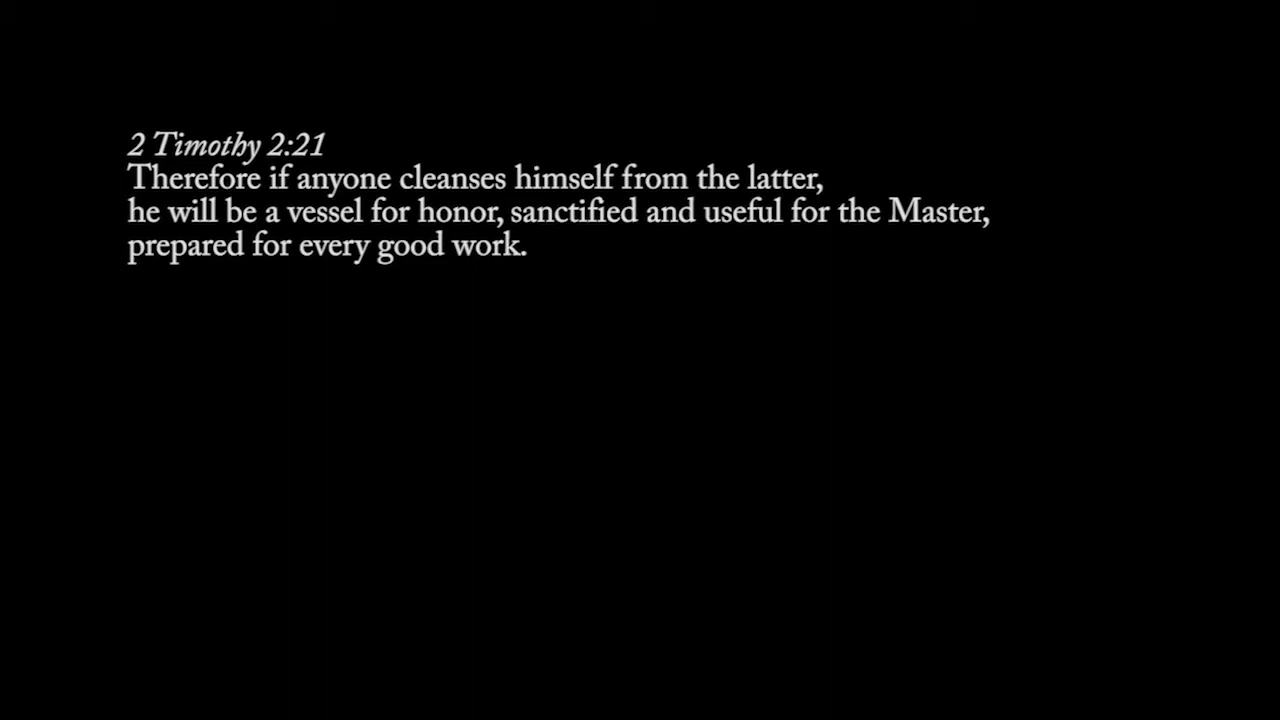 2 Timothy 2:21
Therefore if anyone cleanses himself from the latter,
he will be a vessel for honor, sanctified and useful for the Master,
prepared for every good work.